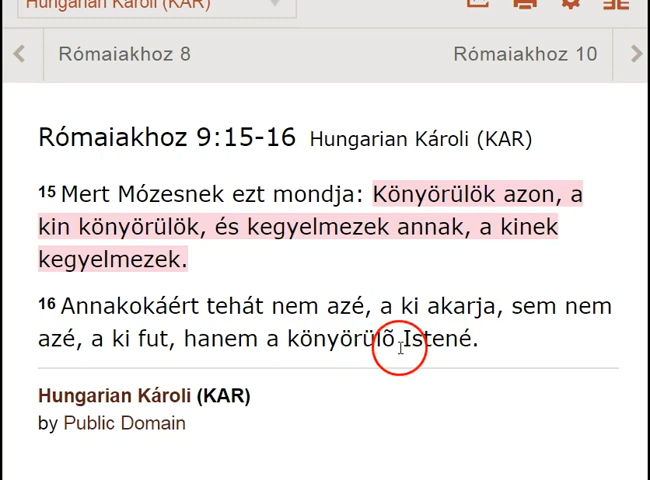 Hungarian Károli (KAR)
Rómaiakhoz 8
Rómaiakhoz 10
Rómaiakhoz 9:15-16 Hungarian Károli (KAR)
15 Mert Mózesnek ezt mondja: Könyörülök azon, a
kin könyörülök, és kegyelmezek annak, a kinek
kegyelmezek.
16 Annakokáért tehát nem azé, a ki akarja, sem nem
azé, a ki fut, hanem a könyörülõ Istené.
Hungarian Károli (KAR)
by Public Domain